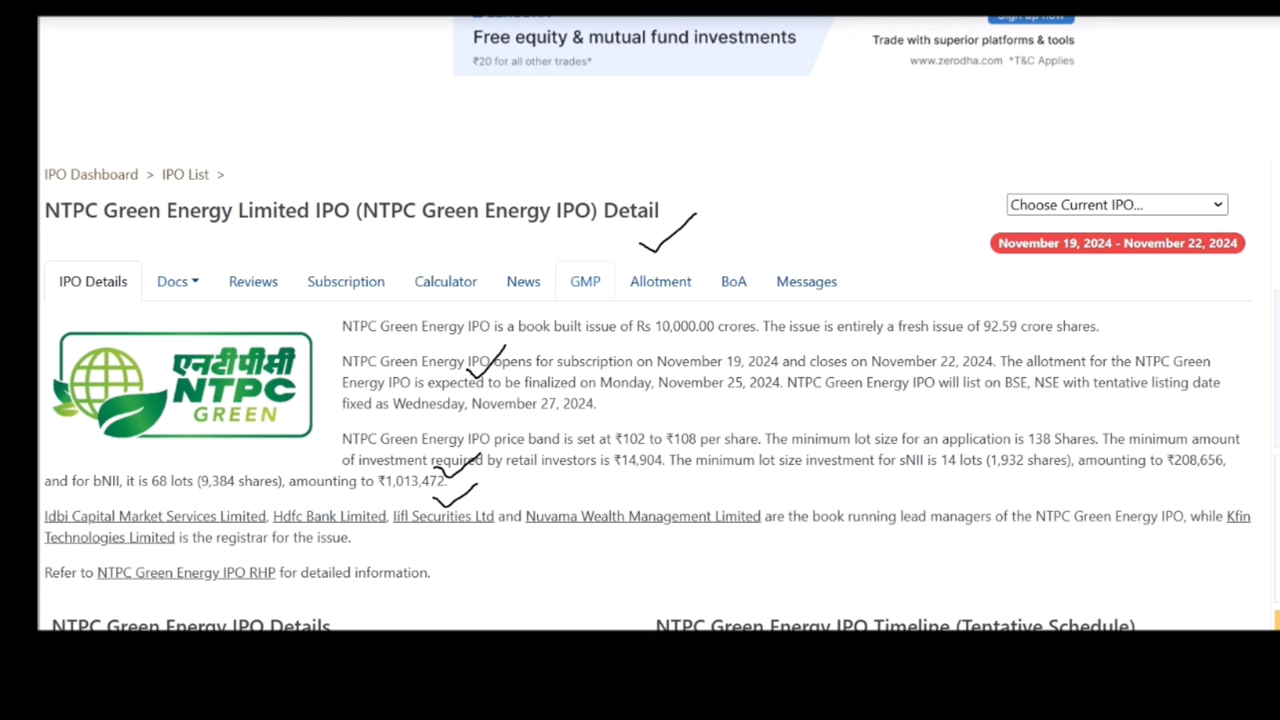 Free equity & mutual fund investments
₹20 for all other trades*
Sign up now
Trade with superior platforms & tools
www.zerodha.com *T&C Applies
IPO Dashboard > IPO List >
NTPC Green Energy Limited IPO (NTPC Green Energy IPO) Detail
Choose Current IPO...
November 19, 2024 - November 22, 2024
IPO Details Docs Reviews Subscription Calculator News GMP Allotment BoA Messages
एनटीपीसी
NTPC
GREEN
NTPC Green Energy IPO is a book built issue of Rs 10,000.00 crores. The issue is entirely a fresh issue of 92.59 crore shares.
NTPC Green Energy IPO opens for subscription on November 19, 2024 and closes on November 22, 2024. The allotment for the NTPC Green
Energy IPO is expected to be finalized on Monday, November 25, 2024. NTPC Green Energy IPO will list on BSE, NSE with tentative listing date
fixed as Wednesday, November 27, 2024.
NTPC Green Energy IPO price band is set at ₹102 to ₹108 per share. The minimum lot size for an application is 138 Shares. The minimum amount
of investment required by retail investors is ₹14,904. The minimum lot size investment for sNII is 14 lots (1,932 shares), amounting to ₹208,656,
and for bNII, it is 68 lots (9,384 shares), amounting to ₹1,013,472.
Idbi Capital Market Services Limited, Hdfc Bank Limited, Iifl Securities Ltd and Nuvama Wealth Management Limited are the book running lead managers of the NTPC Green Energy IPO, while Kfin
Technologies Limited is the registrar for the issue.
Refer to NTPC Green Energy IPO RHP for detailed information.
NTPC Green Energy IPO Details
NTPC Green Energy IPO Timeline (Tentative Schedule)